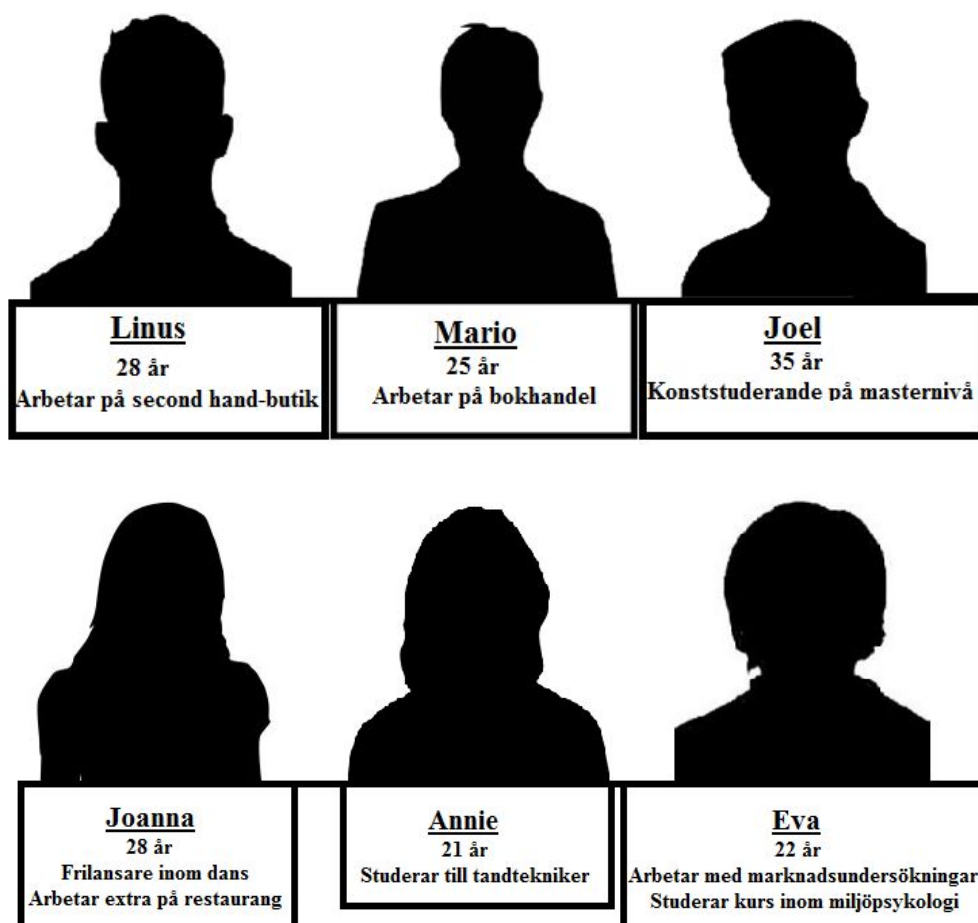 Linus
28 år
Arbetar på second hand-butik
Mario
25 år
Arbetar på bokhandel
Joel
35 år
Konststuderande på masternivå
Joanna
28 år
Frilansare inom dans
Arbetar extra på restaurang
Annie
21 år
Studerar till tandtekniker
Eva
22 år
Arbetar med marknadsundersökningar
Studerar kurs inom miljöpsykologi